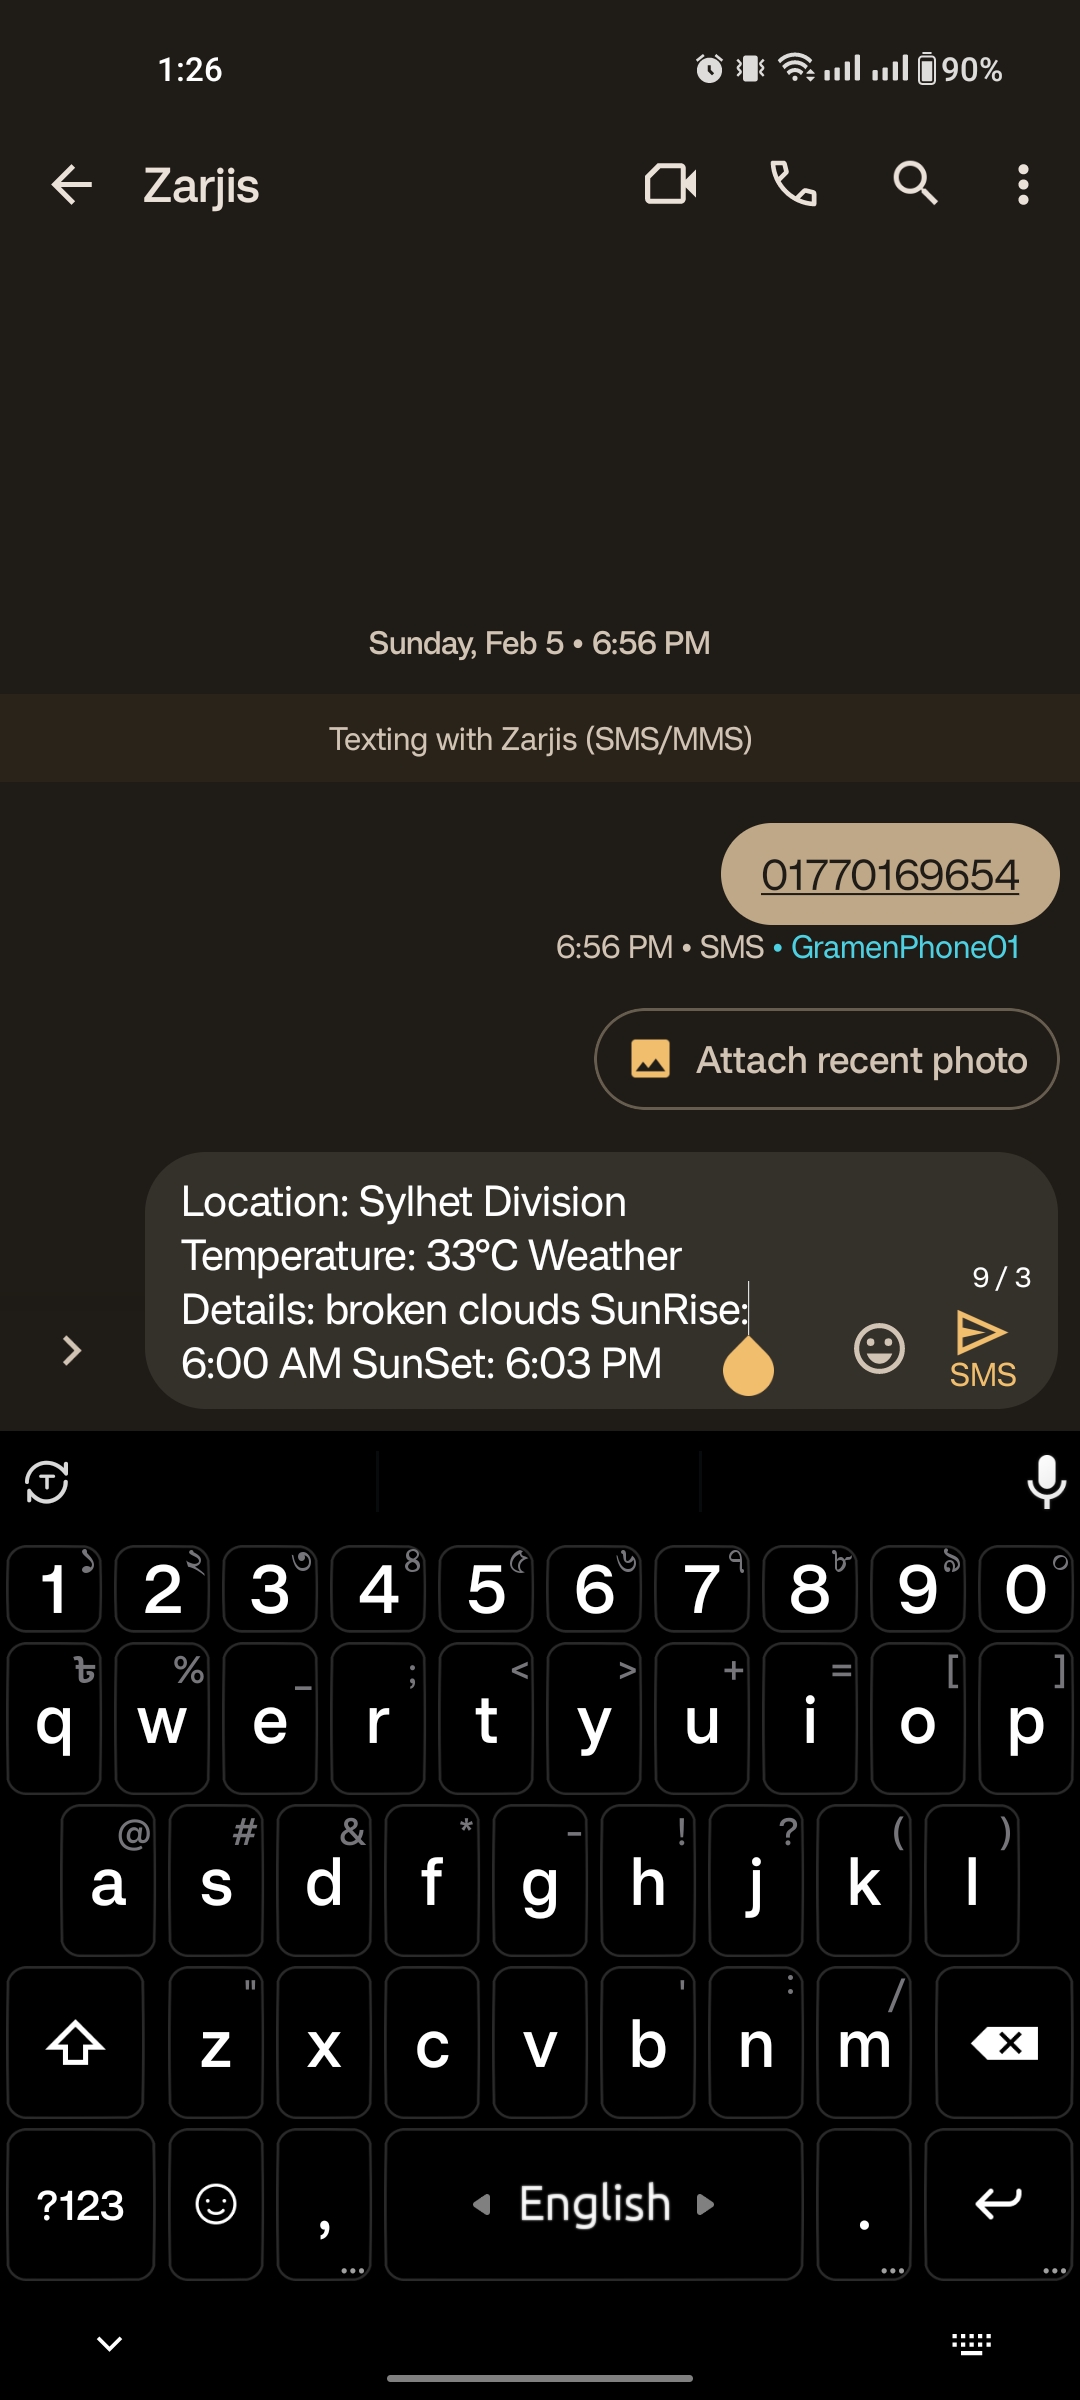 1:26
90%
Zarjis
Sunday, Feb 5 • 6:56 PM
Texting with Zarjis (SMS/MMS)
01770169654
6:56 PM • SMS • GramenPhone01
Attach recent photo
Location: Sylhet Division
Temperature: 33°C Weather
Details: broken clouds SunRise:
6:00 AM SunSet: 6:03 PM
9 / 3
SMS
T
1 ১ 2 ২ 3 ৩ 4 ৪ 5 ৫ 6 ৬ 7 ৭ 8 ৮ 9 ৯ 0 ০
q ৳ w % e _ r ; t < y > u + i = o [ p ]
a @ s # d & f * g - h ! j ? k ( l )
z " x c v b ' n : m /
?123 , ... English . ... ...